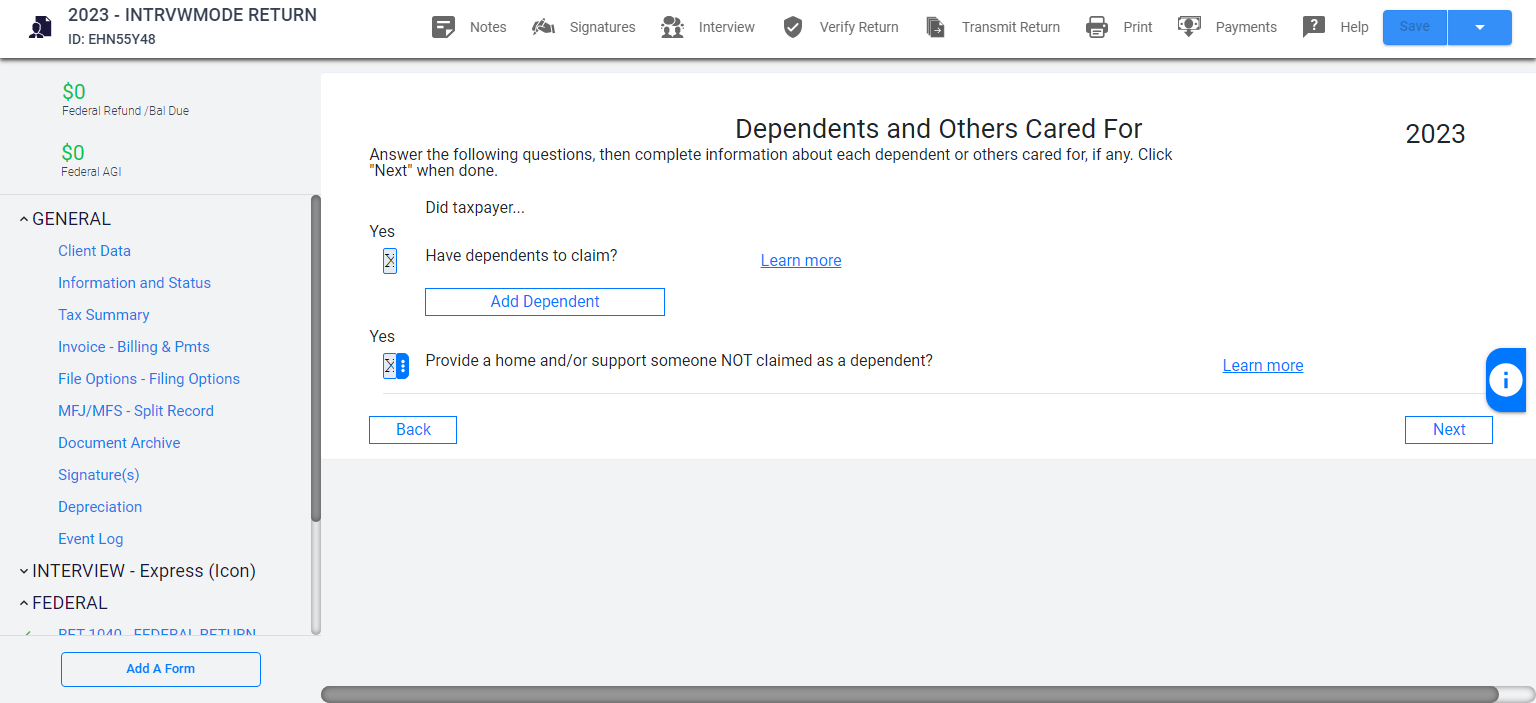 2023 - INTRVWMODE RETURN
ID: EHN55Y48
Notes
Signatures
Interview
Verify Return
Transmit Return
Print
Payments
Help
Save
$0
Federal Refund /Bal Due
$0
Federal AGI
GENERAL
Client Data
Information and Status
Tax Summary
Invoice - Billing & Pmts
File Options - Filing Options
MFJ/MFS - Split Record
Document Archive
Signature(s)
Depreciation
Event Log
INTERVIEW - Express (Icon)
FEDERAL
RET 1040 - FEDERAL RETURN
Add A Form
Dependents and Others Cared For
2023
Answer the following questions, then complete information about each dependent or others cared for, if any. Click
"Next" when done.
Did taxpayer...
Yes
X Have dependents to claim? Learn more
Add Dependent
Yes
X Provide a home and/or support someone NOT claimed as a dependent? Learn more
Back
Next